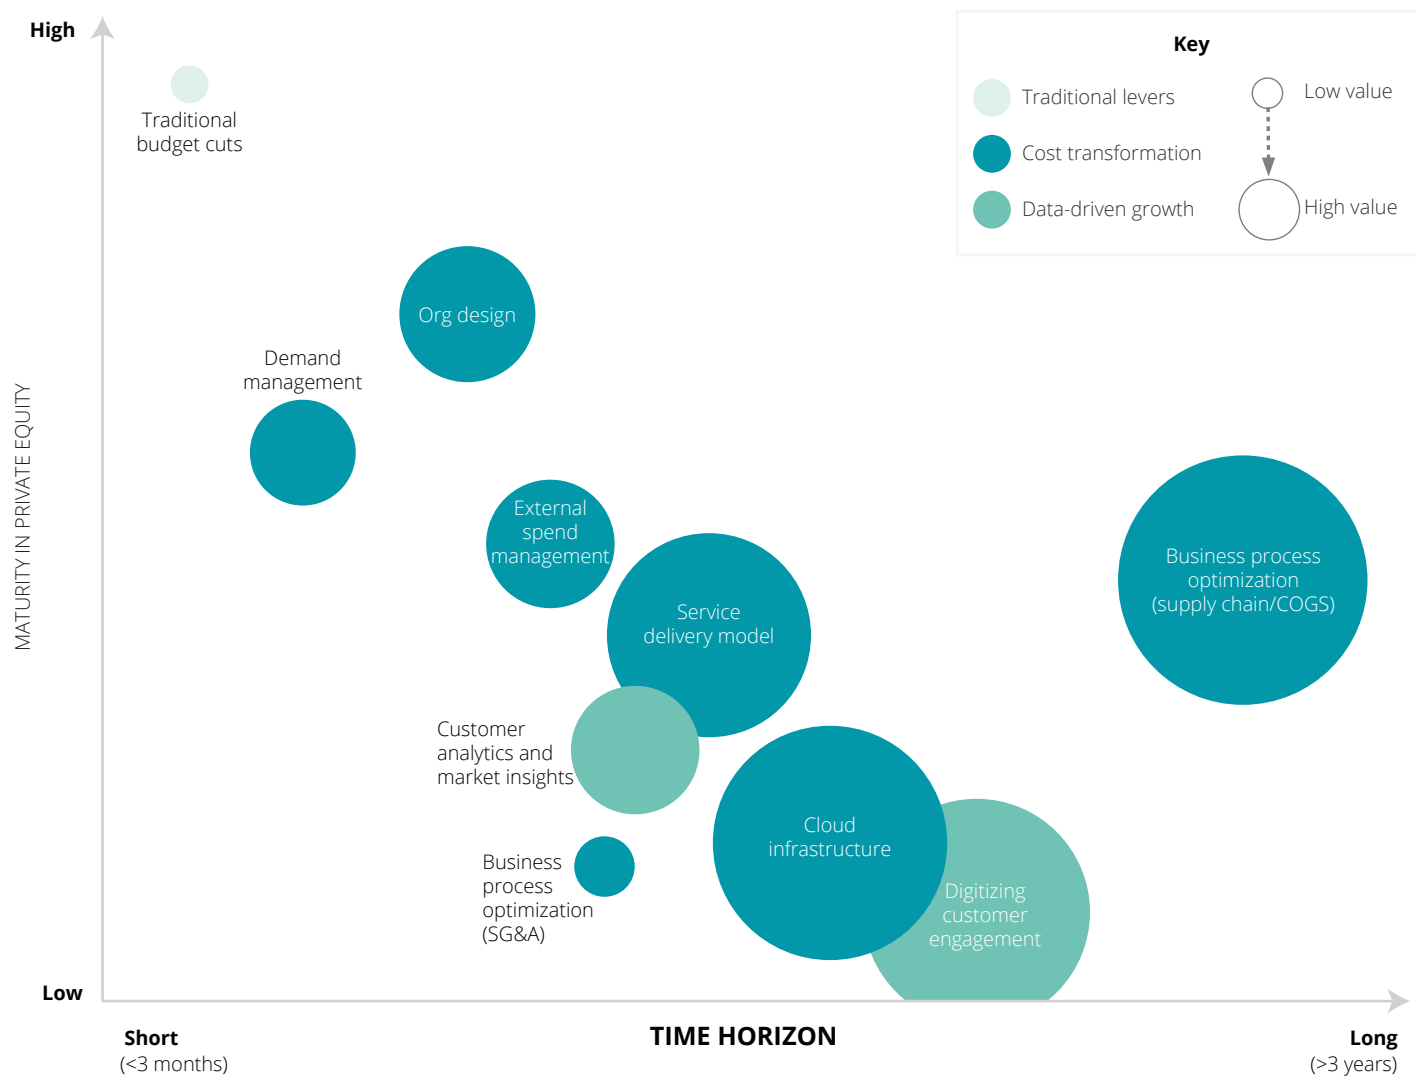 High
Key
Traditional levers
Low value
Cost transformation
Data-driven growth
High value
Traditional
budget cuts
Org design
Demand
management
MATURITY IN PRIVATE EQUITY
External
spend
management
Service
delivery model
Business process
optimization
(supply chain/COGS)
Customer
analytics and
market insights
Cloud
infrastructure
Business
process
optimization
(SG&A)
Digitizing
customer
engagement
Low
Short
(<3 months)
TIME HORIZON
Long
(>3 years)